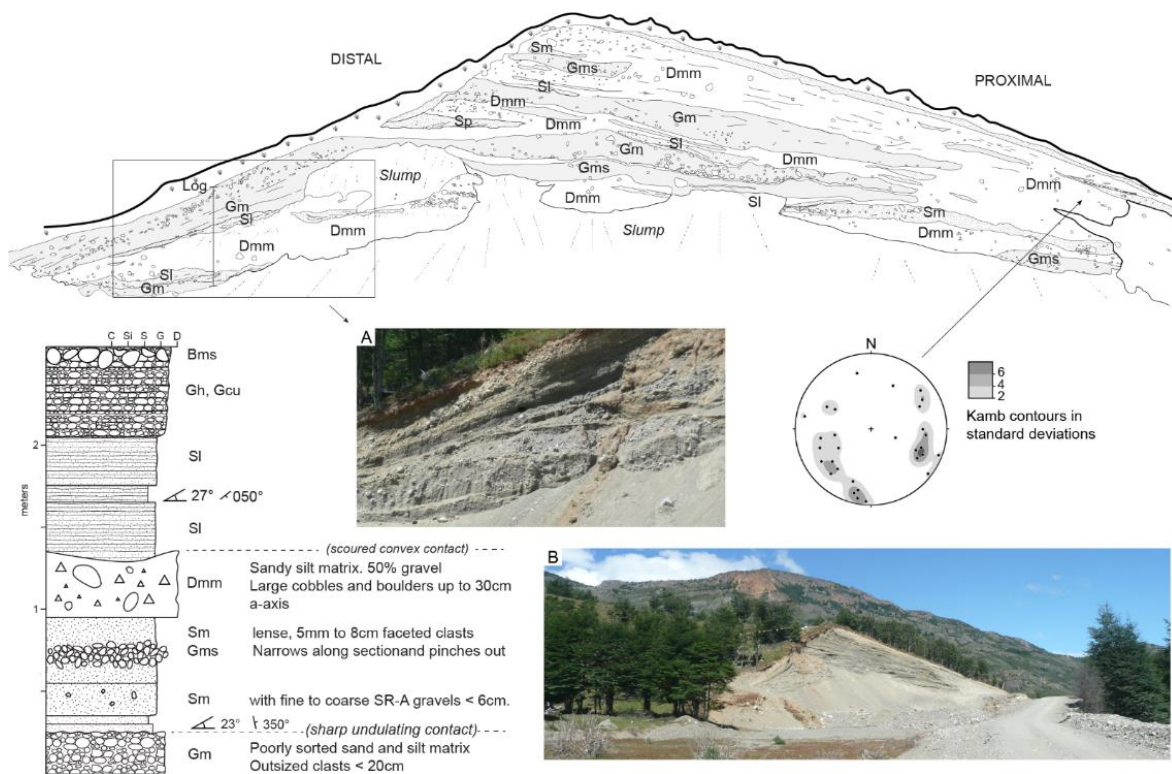 DISTAL
PROXIMAL
Sm
Gms
Dmm
Sl
Dmm
Sp
Dmm
Gm
Gm
Sl
Dmm
Gms
Dmm
Slump
Slump
Log
Gm
Sl
Dmm
Dmm
Sl
Gm
Sl
Dmm
Sm
Dmm
Gms
C Si S G D
Bms
Gh, Gcu
Sl
27° 050°
Sl
(scoured convex contact)
Dmm
Sandy silt matrix. 50% gravel
Large cobbles and boulders up to 30cm
a-axis
Sm lense, 5mm to 8cm faceted clasts
Gms Narrows along sectionand pinches out
Sm with fine to coarse SR-A gravels < 6cm.
23° 350°
(sharp undulating contact)
Gm Poorly sorted sand and silt matrix
Outsized clasts < 20cm
2
meters
1
A
N
6
4
2
Kamb contours in
standard deviations
B